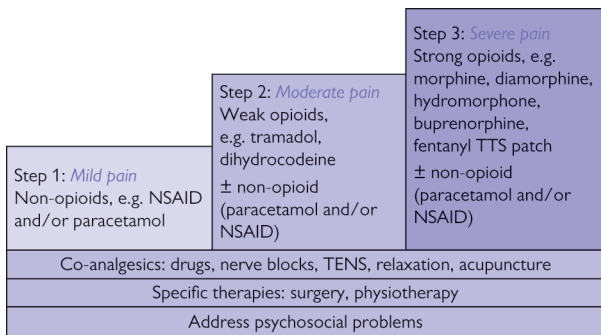 Step 1: Mild pain
Non-opioids, e.g. NSAID
and/or paracetamol
Step 2: Moderate pain
Weak opioids,
e.g. tramadol,
dihydrocodeine
± non-opioid
(paracetamol and/or
NSAID)
Step 3: Severe pain
Strong opioids, e.g.
morphine, diamorphine,
hydromorphone,
buprenorphine,
fentanyl TTS patch
± non-opioid
(paracetamol and/or
NSAID)
Co-analgesics: drugs, nerve blocks, TENS, relaxation, acupuncture
Specific therapies: surgery, physiotherapy
Address psychosocial problems